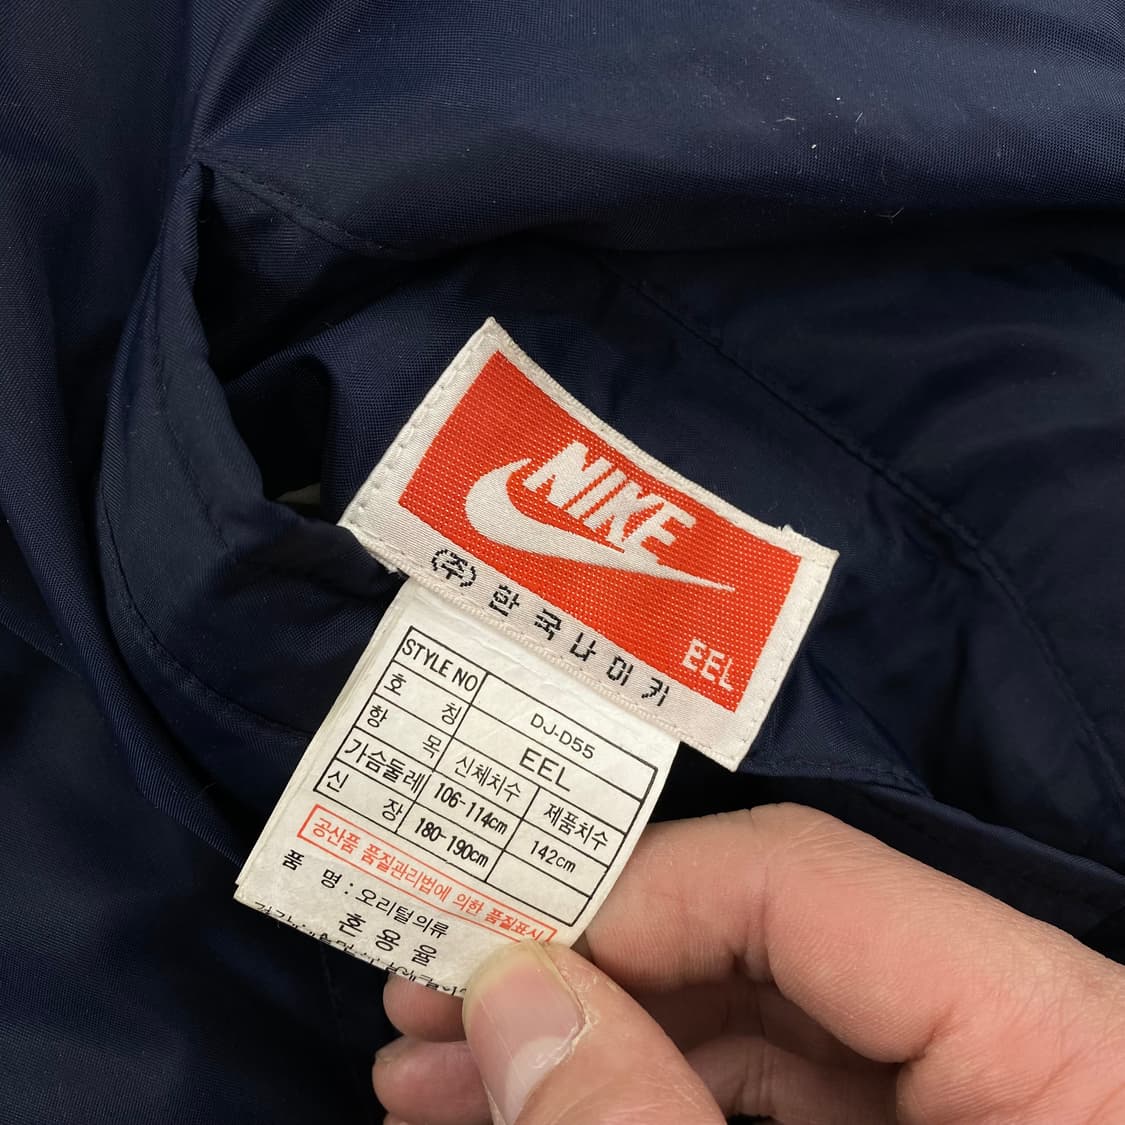 NIKE
EEL
(주) 한국나이키
STYLE NO DJ-D55
호 칭 EEL
항 목 신체치수 제품치수
가슴둘레 106-114cm 142cm
신 장 180-190cm
공산품 품질관리법에 의한 품질표시
품 명 : 오리털의류
혼 용 율